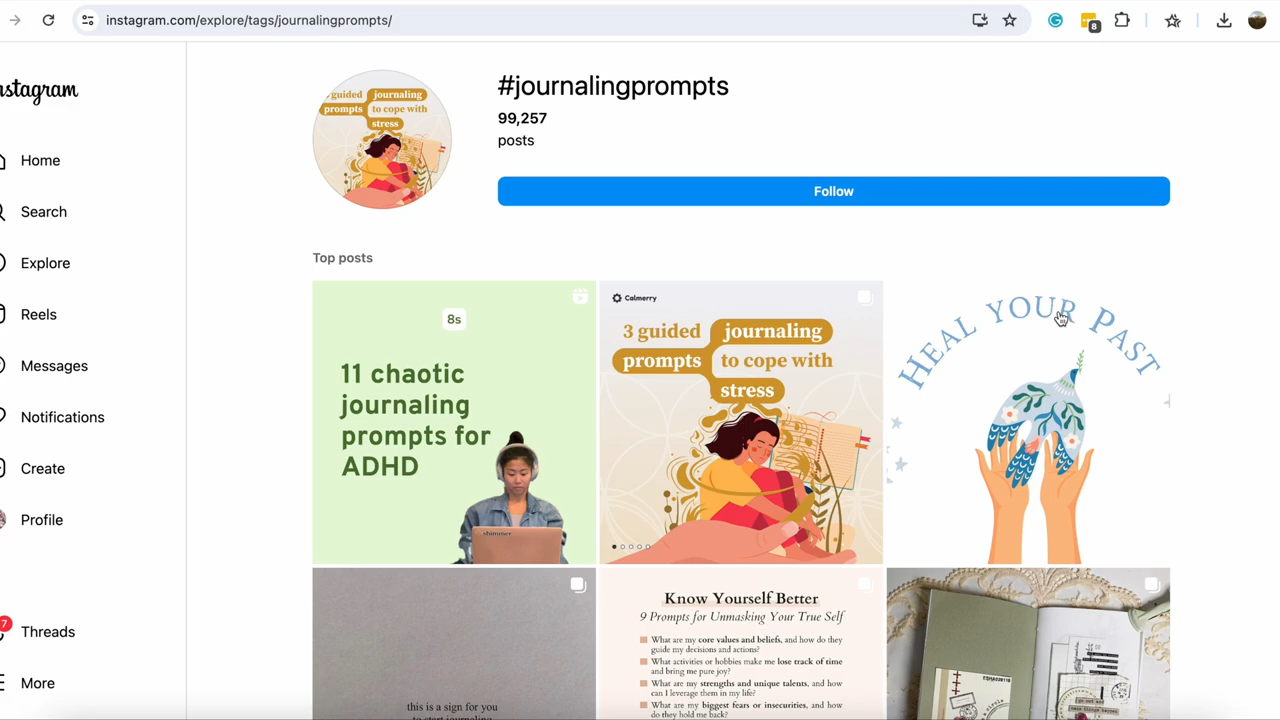 instagram.com/explore/tags/journalingprompts/
8
nstagram
Home
Search
Explore
Reels
Messages
Notifications
Create
Profile
7
Threads
More
guided journaling
prompts to cope with
stress
#journalingprompts
99,257
posts
Follow
Top posts
8s
11 chaotic
journaling
prompts for
ADHD
shimmer
Calmerry
3 guided journaling
prompts to cope with
stress
HEAL YOUR PAST
this is a sign for you
to start journaling
Know Yourself Better
9 Prompts for Unmasking Your True Self
What are my core values and beliefs, and how do they
guide my decisions and actions?
What activities or hobbies make me lose track of time
and bring me pure joy?
What are my strengths and unique talents, and how
can I leverage them in my life?
What are my biggest fears or insecurities, and how
do they hold me back?